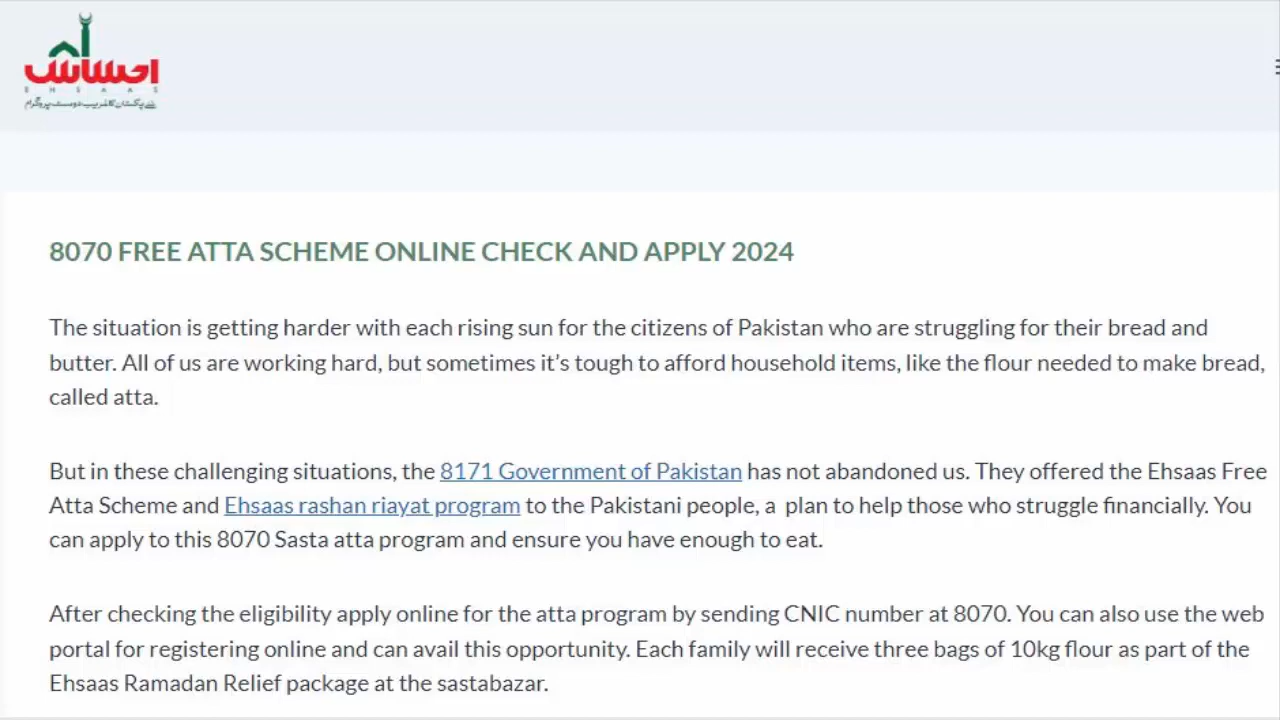 احساس
E H S A A S
8070 FREE ATTA SCHEME ONLINE CHECK AND APPLY 2024
The situation is getting harder with each rising sun for the citizens of Pakistan who are struggling for their bread and
butter. All of us are working hard, but sometimes it’s tough to afford household items, like the flour needed to make bread,
called atta.
But in these challenging situations, the 8171 Government of Pakistan has not abandoned us. They offered the Ehsaas Free
Atta Scheme and Ehsaas rashan riayat program to the Pakistani people, a  plan to help those who struggle financially. You
can apply to this 8070 Sasta atta program and ensure you have enough to eat.
After checking the eligibility apply online for the atta program by sending CNIC number at 8070. You can also use the web
portal for registering online and can avail this opportunity. Each family will receive three bags of 10kg flour as part of the
Ehsaas Ramadan Relief package at the sastabazar.